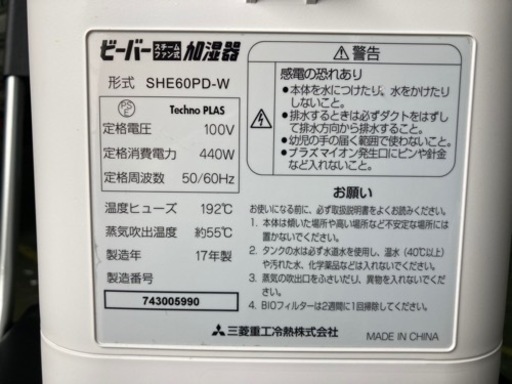 ビーバー スチームファン式 加湿器
形式 SHE60PD-W
Techno PLAS
定格電圧 100V
定格消費電力 440W
定格周波数 50/60Hz
温度ヒューズ 192℃
蒸気吹出温度 約55℃
製造年 17年製
製造番号
743005990
警告
感電の恐れあり
●本体を水につけたり，水をかけたり
しないこと。
●排水するときは必ずダクトをはずし
て排水方向から排水すること。
●幼児の手の届く範囲で使わないこと。
●プラズマイオン発生口にピンや針金
など入れないこと。
お願い
お使いになる前に、必ず取扱説明書をよくお読みください。
1. 本体は傾いた場所や高い場所など不安定な場所には
置かないでください。
2. タンクの水は必ず水道水を使用し、温水（40℃以上）
や汚れた水、化学薬品などは入れないでください。
3. 蒸気の吹出口をふさいだり、異物を入れないで
ください。
4. BIOフィルターは2週間に1回掃除してください。
三菱重工冷熱株式会社
MADE IN CHINA